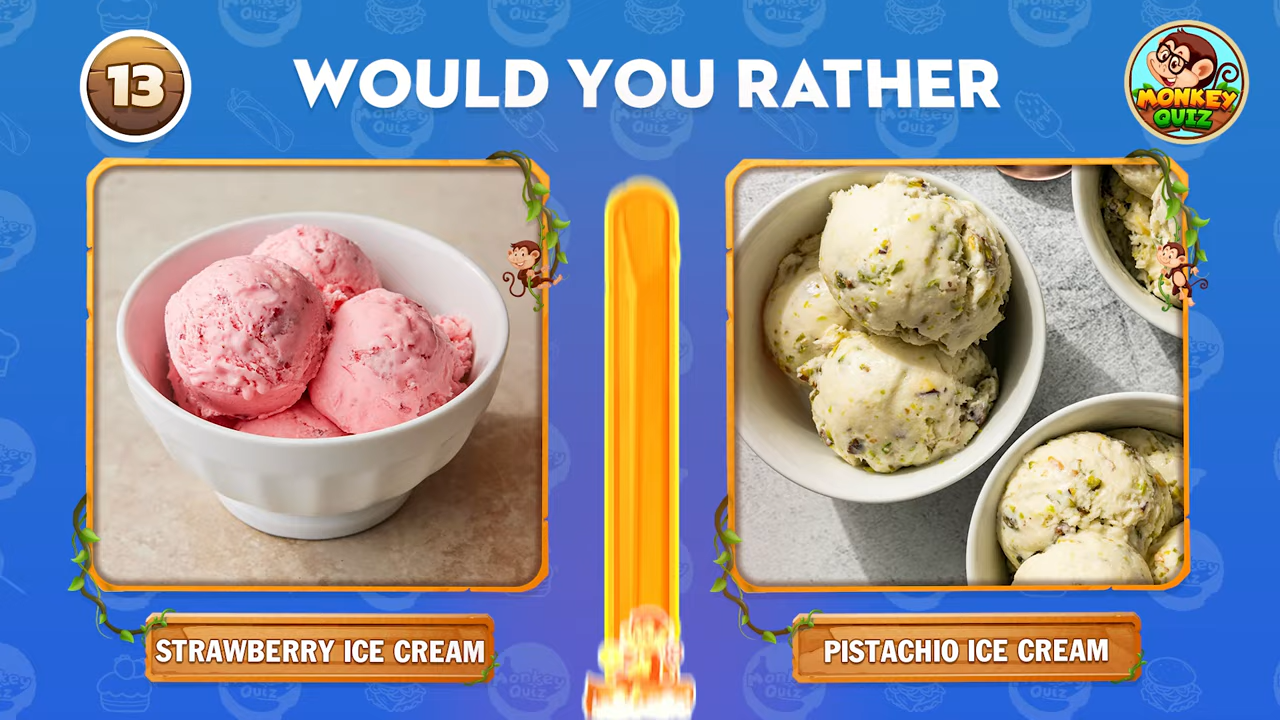 13
WOULD YOU RATHER
MONKEY
QUIZ
STRAWBERRY ICE CREAM
PISTACHIO ICE CREAM